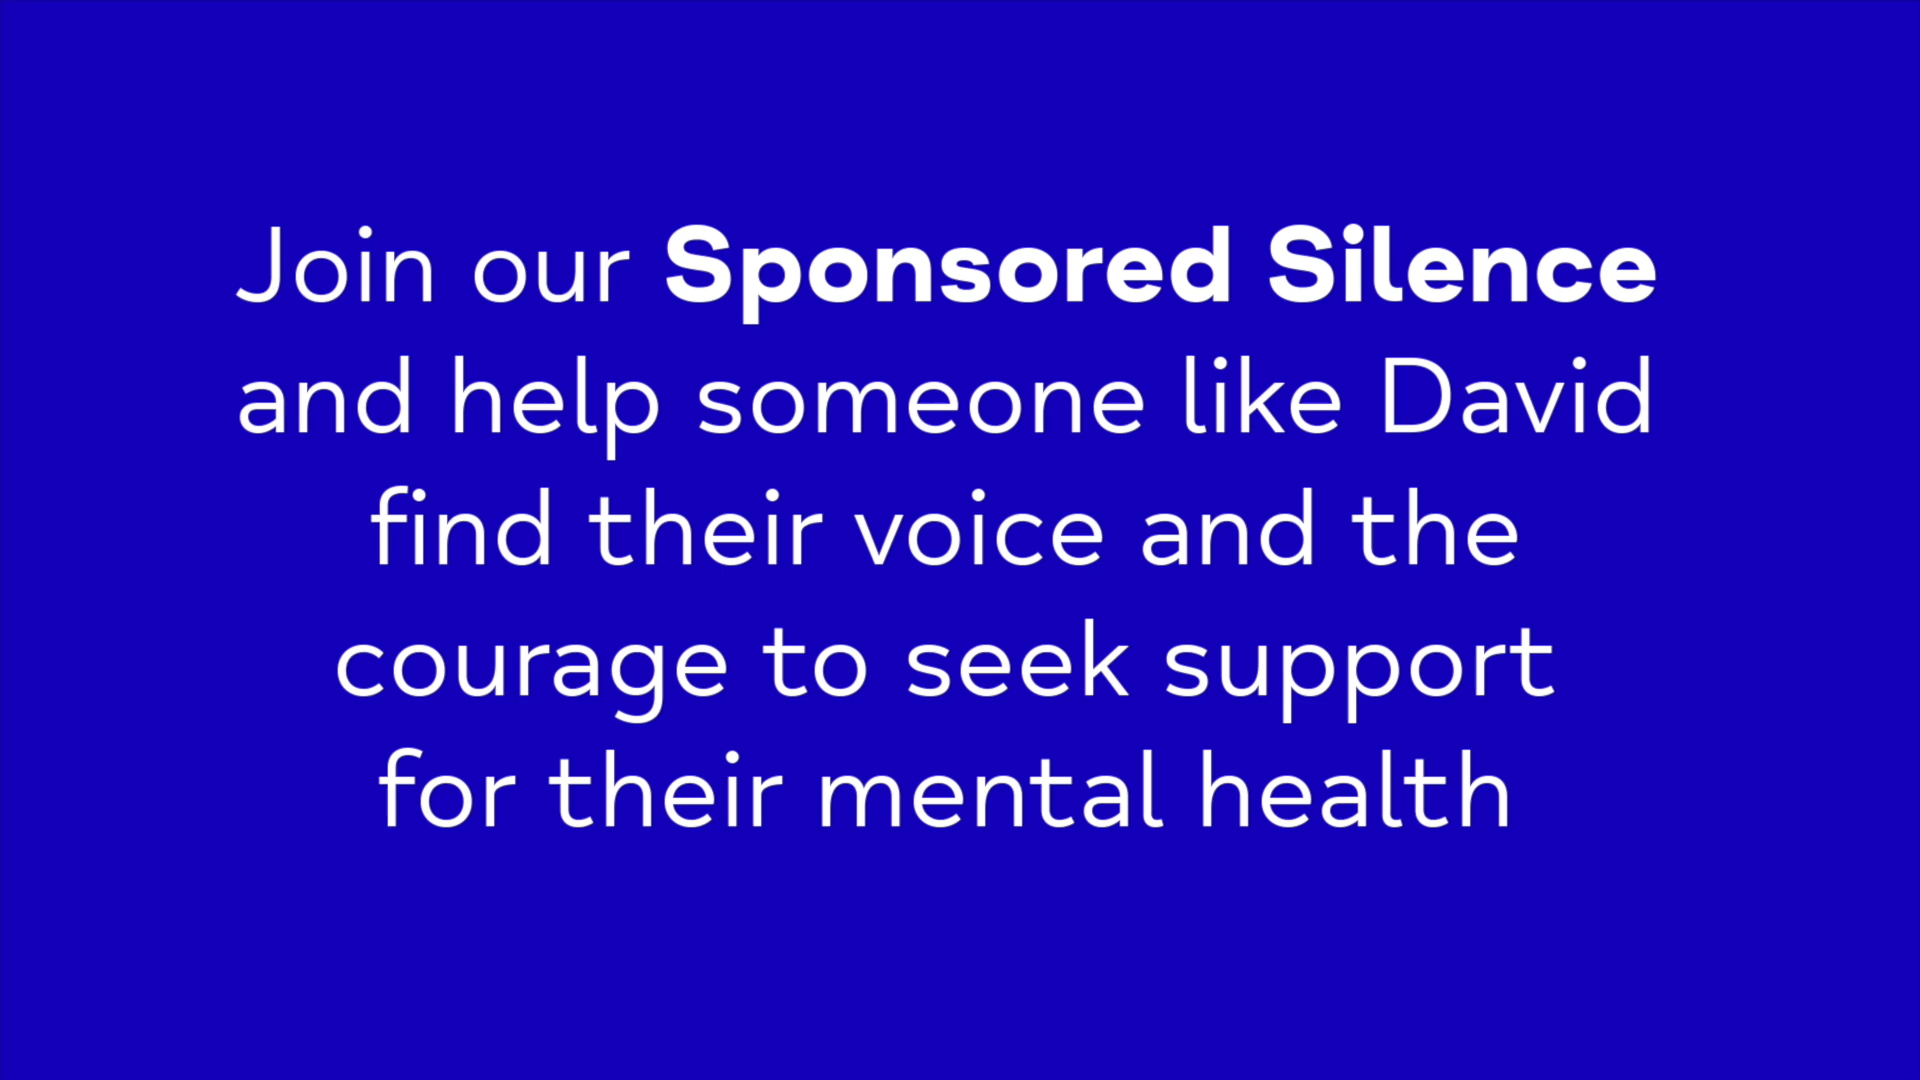 Join our Sponsored Silence
and help someone like David
find their voice and the
courage to seek support
for their mental health